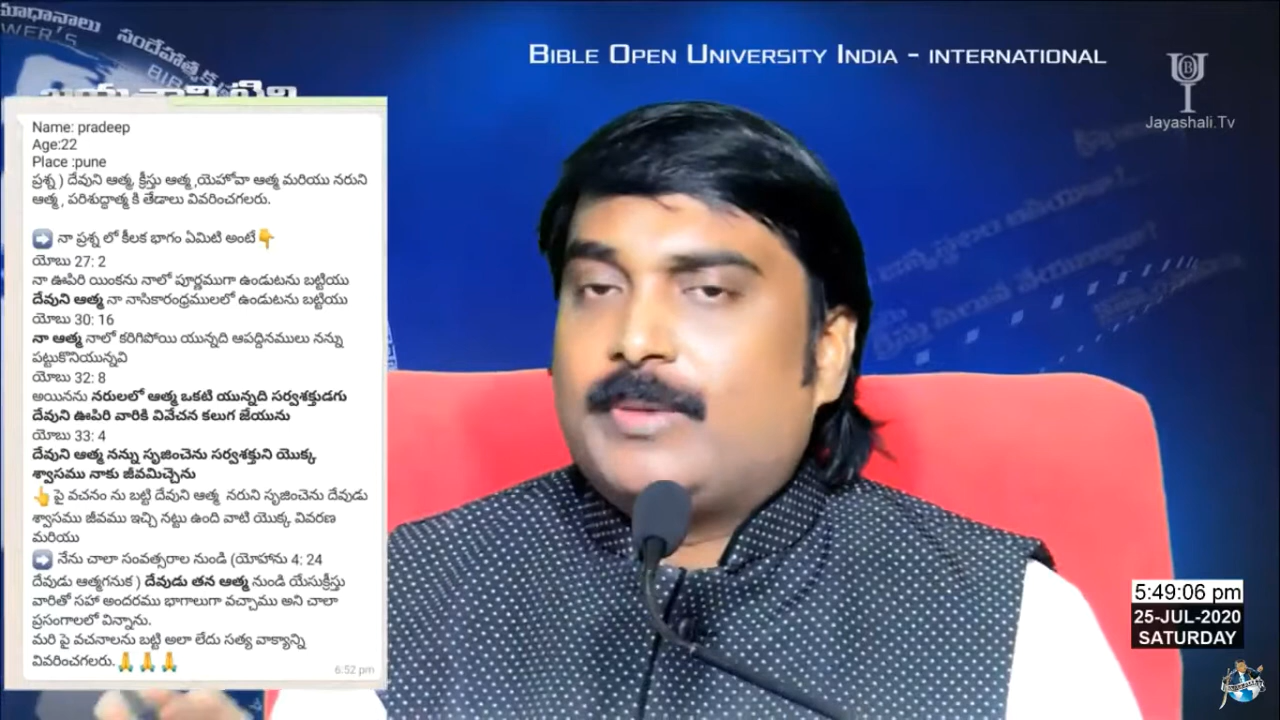 మాధానాలు సందేహాత్మక
WER'S
BIB
BIBLE OPEN UNIVERSITY INDIA - INTERNATIONAL
Jayashali.Tv
Name: pradeep
Age:22
Place :pune
ప్రశ్న ) దేవుని ఆత్మ, క్రీస్తు ఆత్మ ,యెహోవా ఆత్మ మరియు నరుని
ఆత్మ , పరిశుద్ధాత్మ కి తేడాలు వివరించగలరు.
➡️ నా ప్రశ్న లో కీలక భాగం ఏమిటి అంటే👇
యోబు 27: 2
నా ఊపిరి యింకను నాలో పూర్ణముగా ఉండుటను బట్టియు
దేవుని ఆత్మ నా నాసికారంధ్రములలో ఉండుటను బట్టియు
యోబు 30: 16
నా ఆత్మ నాలో కరిగిపోయి యున్నది ఆపద్దినములు నన్ను
పట్టుకొనియున్నవి
యోబు 32: 8
అయినను నరులలో ఆత్మ ఒకటి యున్నది సర్వశక్తుడగు
దేవుని ఊపిరి వారికి వివేచన కలుగ జేయును
యోబు 33: 4
దేవుని ఆత్మ నన్ను సృజించెను సర్వశక్తుని యొక్క
శ్వాసము నాకు జీవమిచ్చెను
👆పై వచనం ను బట్టి దేవుని ఆత్మ నరుని సృజించెను దేవుడు
శ్వాసము జీవము ఇచ్చి నట్టు ఉంది వాటి యొక్క వివరణ
మరియు
➡️ నేను చాలా సంవత్సరాల నుండి (యోహాను 4: 24
దేవుడు ఆత్మగనుక ) దేవుడు తన ఆత్మ నుండి యేసుక్రీస్తు
వారితో సహా అందరము భాగాలుగా వచ్చాము అని చాలా
ప్రసంగాలలో విన్నాను.
మరి పై వచనాలను బట్టి అలా లేదు సత్య వాక్యాన్ని
వివరించగలరు.🙏🙏🙏
6:52 pm
5:49:06 pm
25-JUL-2020
SATURDAY